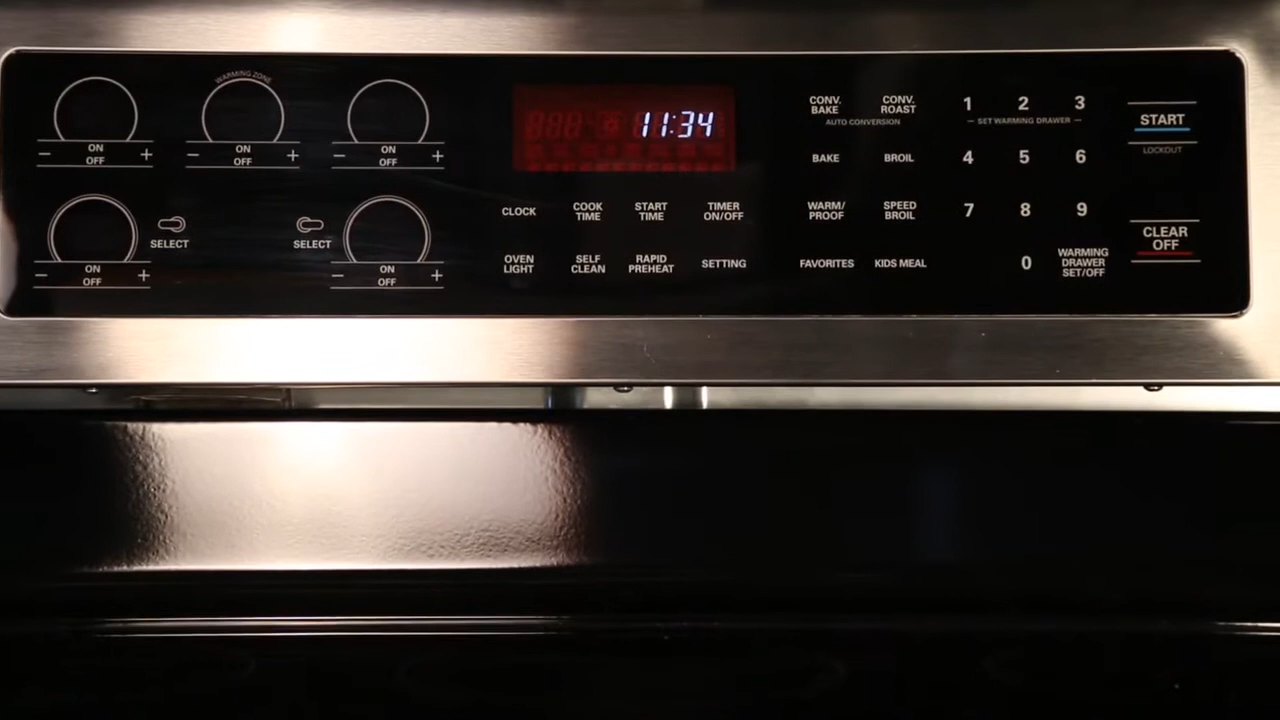 WARMING ZONE
− ON OFF +
− ON OFF +
− ON OFF +
− ON OFF +
SELECT
SELECT
− ON OFF +
11:34
CLOCK
COOK
TIME
START
TIME
TIMER
ON/OFF
OVEN
LIGHT
SELF
CLEAN
RAPID
PREHEAT
SETTING
CONV.
BAKE
CONV.
ROAST
AUTO CONVERSION
BAKE
BROIL
WARM/
PROOF
SPEED
BROIL
FAVORITES
KIDS MEAL
1 2 3
SET WARMING DRAWER
4 5 6
7 8 9
0
WARMING
DRAWER
SET/OFF
START
LOCKOUT
CLEAR
OFF